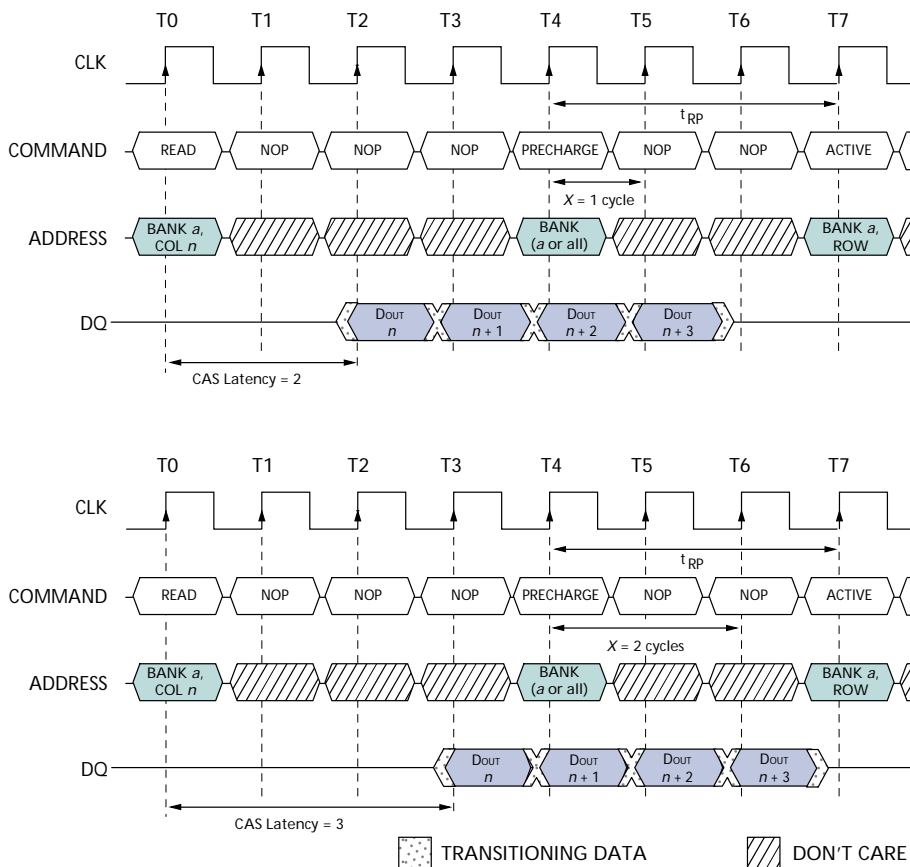 T0 T1 T2 T3 T4 T5 T6 T7
CLK
tRP
COMMAND READ NOP NOP NOP PRECHARGE NOP NOP ACTIVE
X = 1 cycle
ADDRESS BANK a, COL n BANK (a or all) BANK a, ROW
DQ DOUT n DOUT n + 1 DOUT n + 2 DOUT n + 3
CAS Latency = 2
T0 T1 T2 T3 T4 T5 T6 T7
CLK
tRP
COMMAND READ NOP NOP NOP PRECHARGE NOP NOP ACTIVE
X = 2 cycles
ADDRESS BANK a, COL n BANK (a or all) BANK a, ROW
DQ DOUT n DOUT n + 1 DOUT n + 2 DOUT n + 3
CAS Latency = 3
TRANSITIONING DATA DON'T CARE